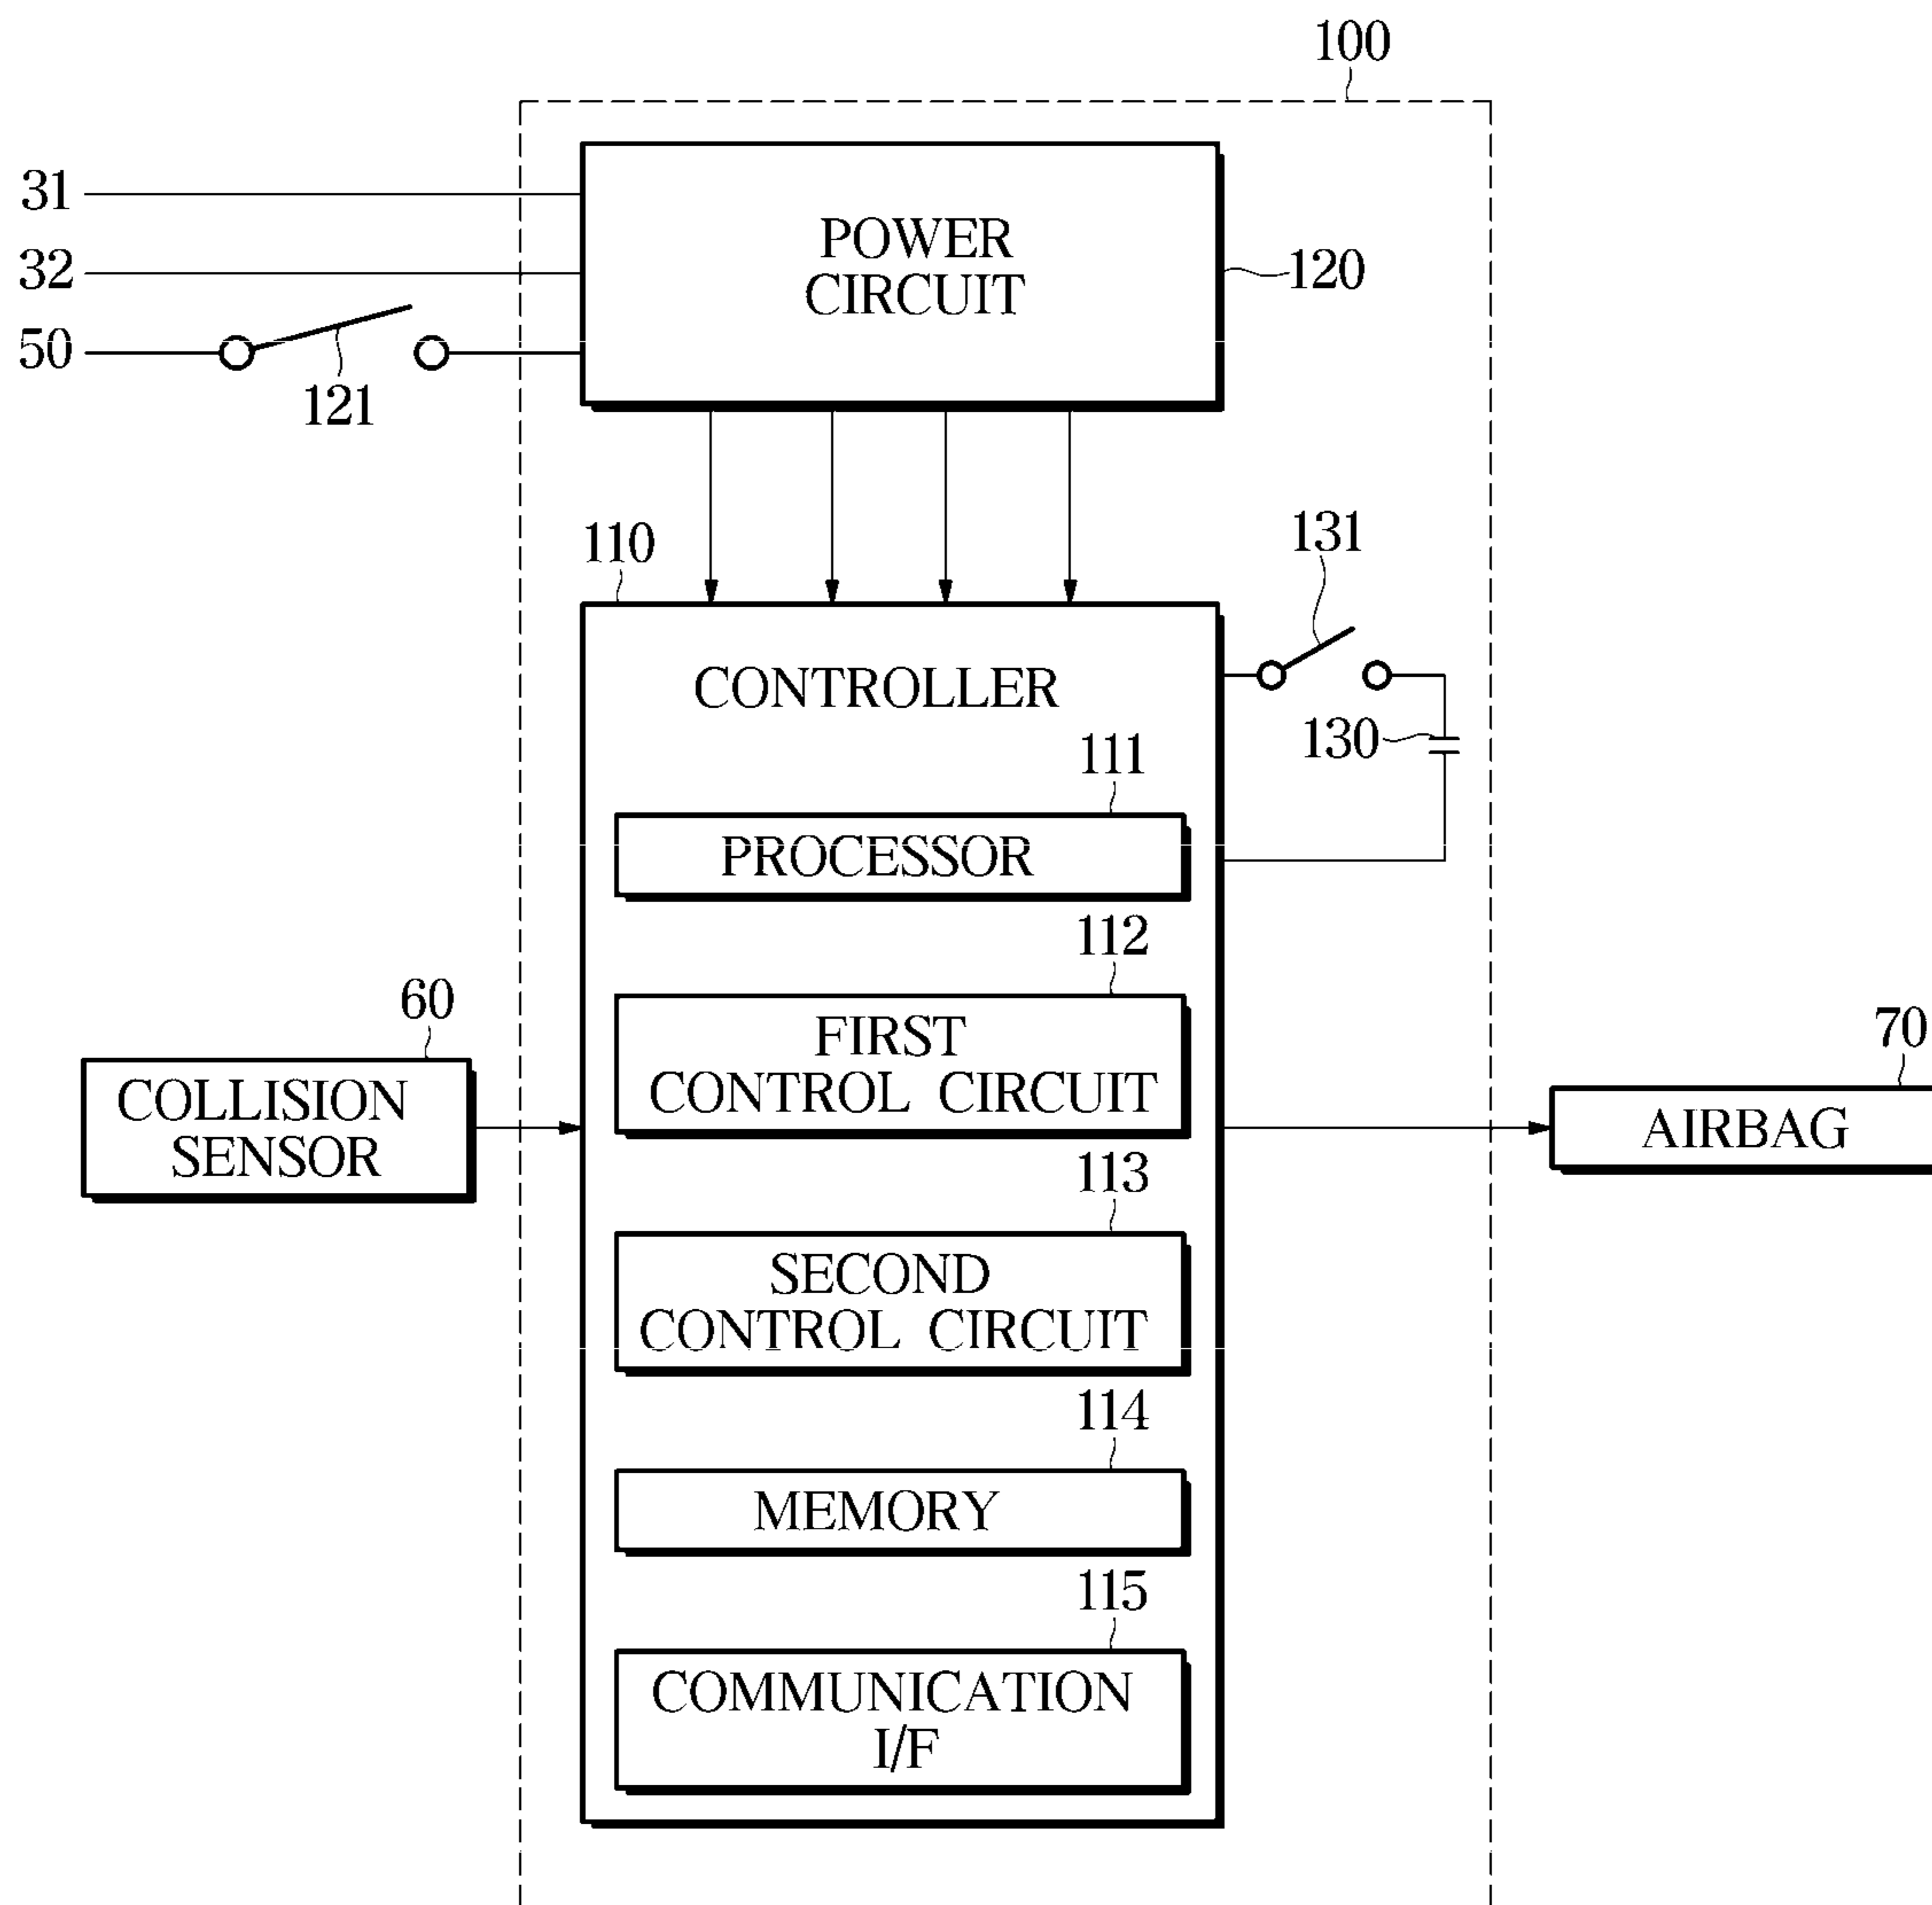 100
31
POWER
CIRCUIT
32
120
50
121
110
131
CONTROLLER
130
111
PROCESSOR
112
FIRST
CONTROL CIRCUIT
60
COLLISION
SENSOR
70
AIRBAG
113
SECOND
CONTROL CIRCUIT
114
MEMORY
115
COMMUNICATION
I/F